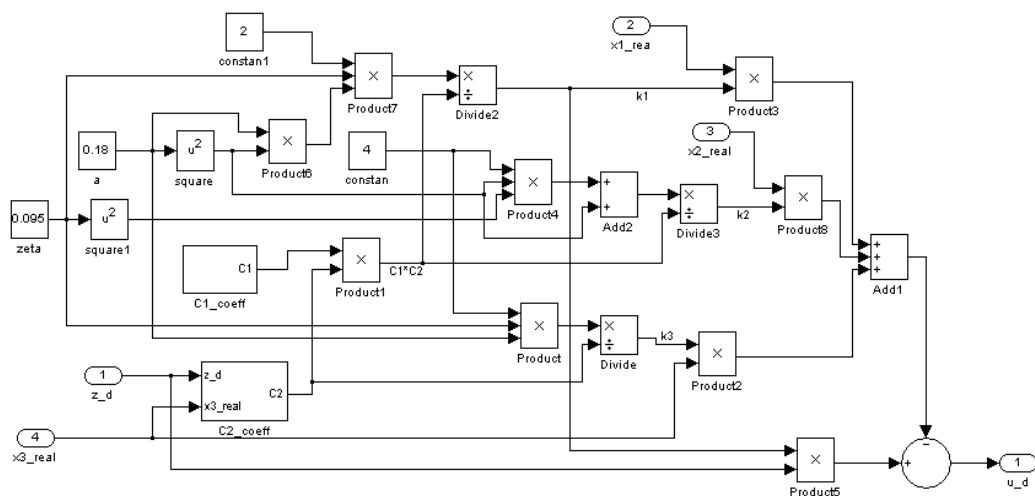 2
constan1
2
x1_rea
×
Product7
×
÷
Divide2
k1
×
Product3
0.18
a
u²
square
×
Product6
4
constan
3
x2_real
×
Product4
+
+
Add2
×
÷
Divide3
k2
×
Product8
0.095
zeta
u²
square1
C1
C1_coeff
×
Product1
C1*C2
+
+
+
Add1
×
Product
×
÷
Divide
k3
×
Product2
1
z_d
z_d
x3_real
C2
C2_coeff
4
x3_real
×
Product5
−
+
1
u_d